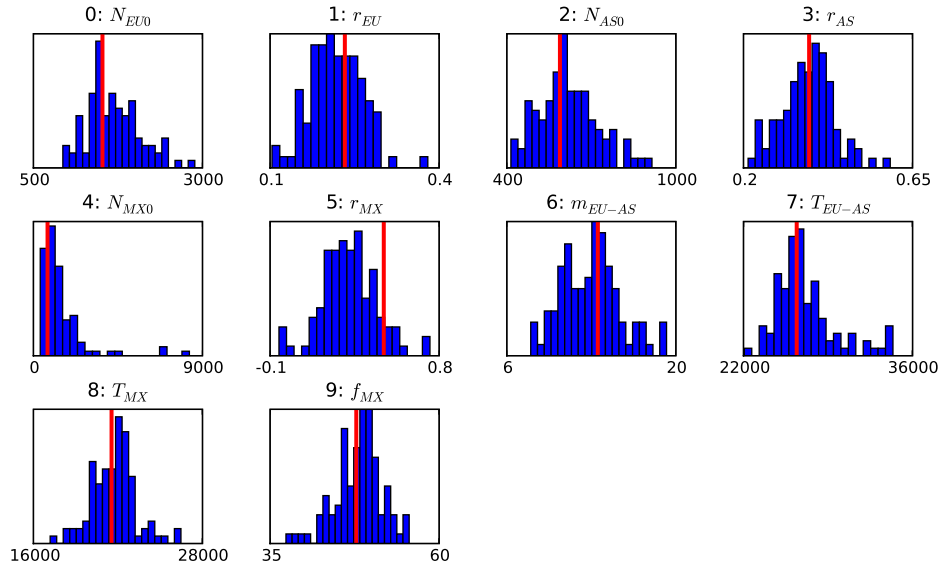 0: N_EU0 1: r_EU 2: N_AS0 3: r_AS
500 3000 0.1 0.4 400 1000 0.2 0.65
4: N_MX0 5: r_MX 6: m_EU−AS 7: T_EU−AS
0 9000 -0.1 0.8 6 20 22000 36000
8: T_MX 9: f_MX
16000 28000 35 60